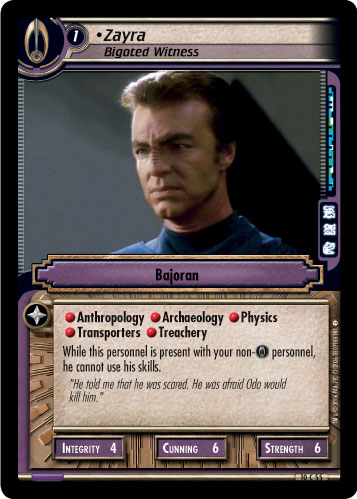 1
•Zayra
Bigoted Witness
Bajoran
•Anthropology •Archaeology •Physics
•Transporters •Treachery
While this personnel is present with your non- personnel,
he cannot use his skills.
"He told me that he was scared. He was afraid Odo would
kill him."
INTEGRITY 4 CUNNING 6 STRENGTH 6
10 C 55